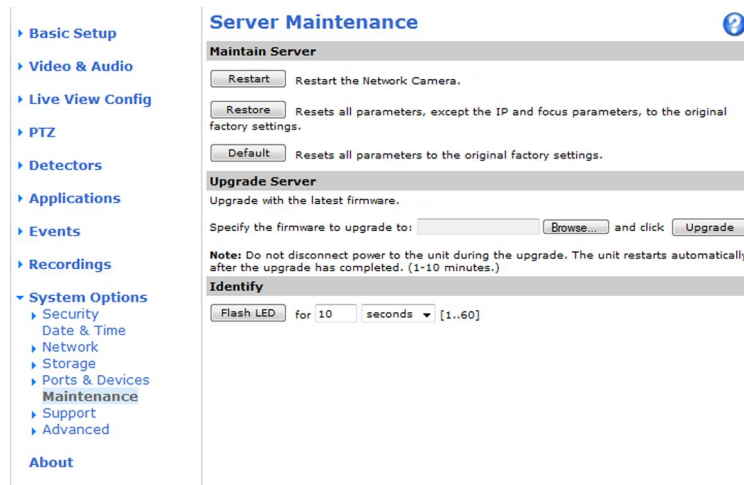 Basic Setup
Video & Audio
Live View Config
PTZ
Detectors
Applications
Events
Recordings
System Options
Security
Date & Time
Network
Storage
Ports & Devices
Maintenance
Support
Advanced
About
Server Maintenance
?
Maintain Server
Restart Restart the Network Camera.
Restore Resets all parameters, except the IP and focus parameters, to the original
factory settings.
Default Resets all parameters to the original factory settings.
Upgrade Server
Upgrade with the latest firmware.
Specify the firmware to upgrade to: Browse... and click Upgrade
Note: Do not disconnect power to the unit during the upgrade. The unit restarts automatically
after the upgrade has completed. (1-10 minutes.)
Identify
Flash LED for 10 seconds [1..60]